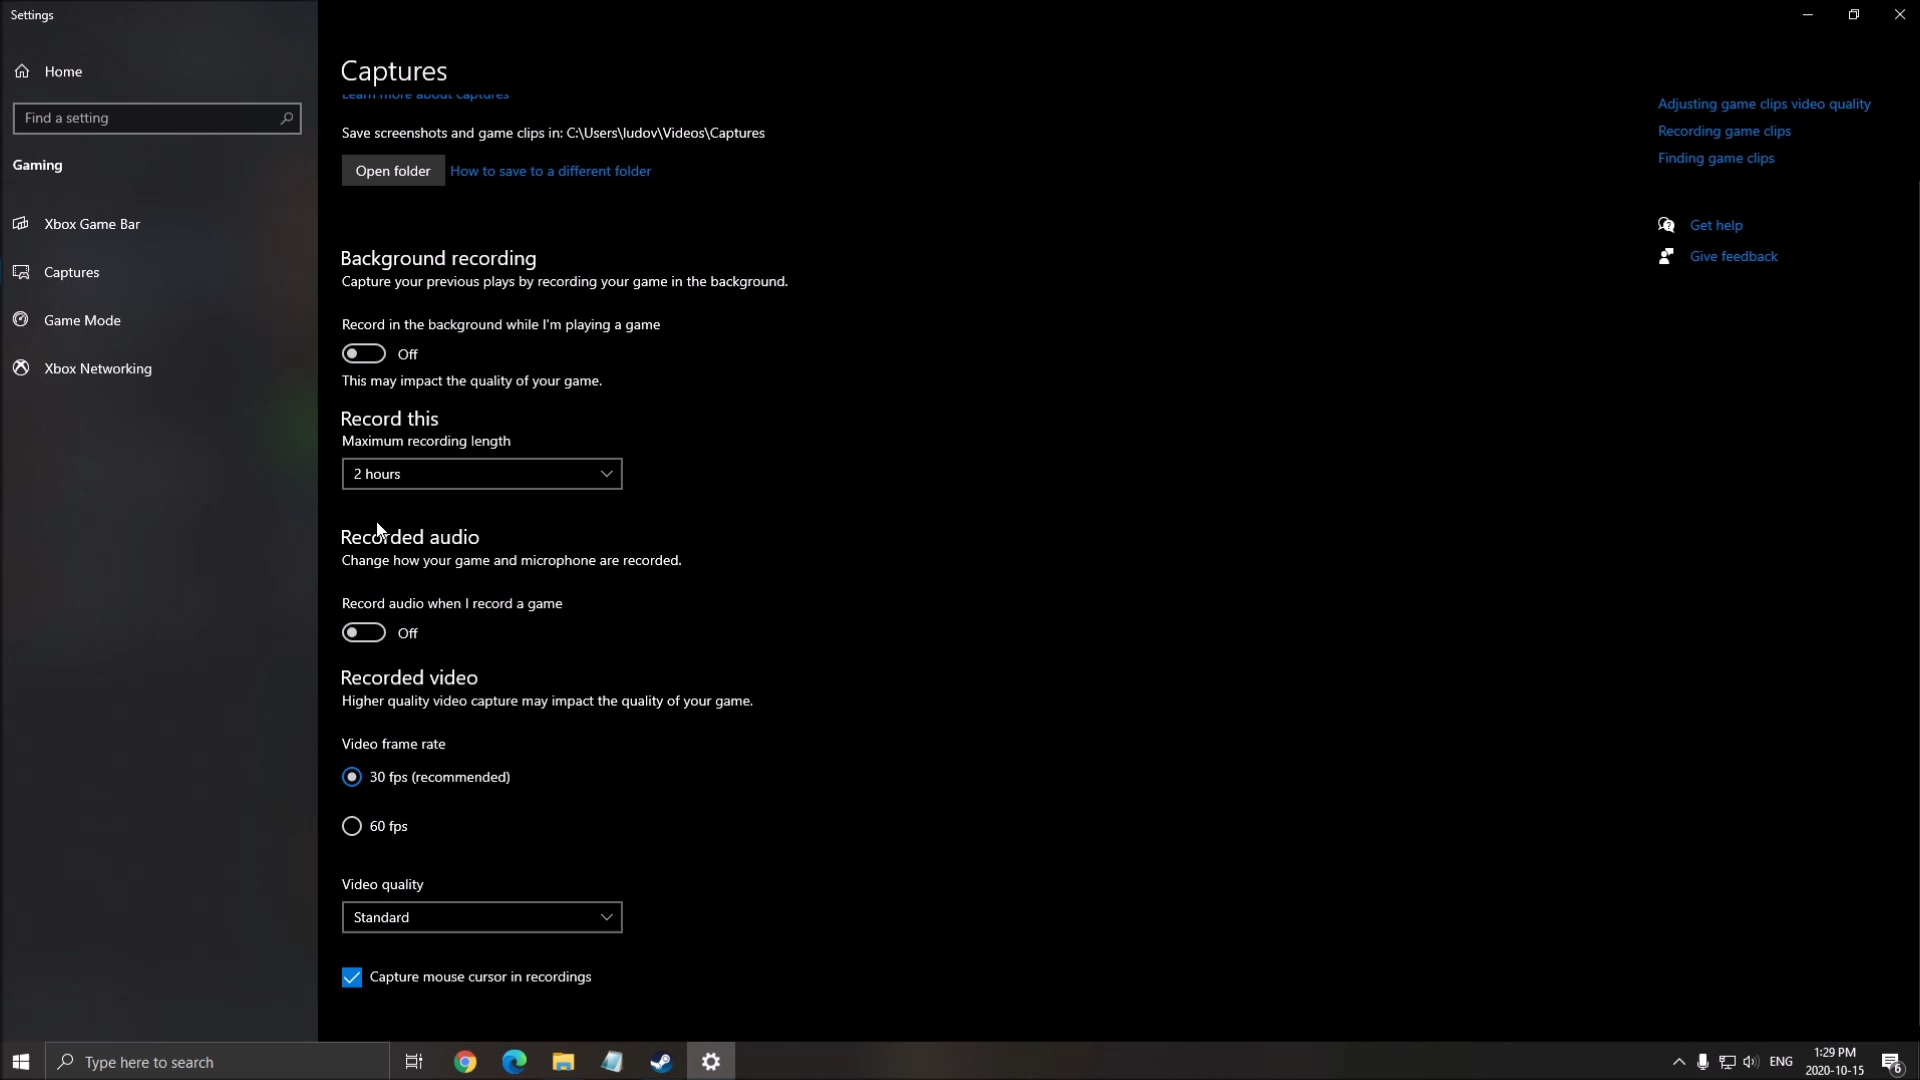 Settings
Home
Find a setting
Gaming
Xbox Game Bar
Captures
Game Mode
Xbox Networking
Captures
Learn more about captures
Save screenshots and game clips in: C:\Users\ludov\Videos\Captures
Open folder
How to save to a different folder
Background recording
Capture your previous plays by recording your game in the background.
Record in the background while I'm playing a game
Off
This may impact the quality of your game.
Record this
Maximum recording length
2 hours
Recorded audio
Change how your game and microphone are recorded.
Record audio when I record a game
Off
Recorded video
Higher quality video capture may impact the quality of your game.
Video frame rate
30 fps (recommended)
60 fps
Video quality
Standard
Capture mouse cursor in recordings
Adjusting game clips video quality
Recording game clips
Finding game clips
Get help
Give feedback
Type here to search
ENG
1:29 PM
2020-10-15
6